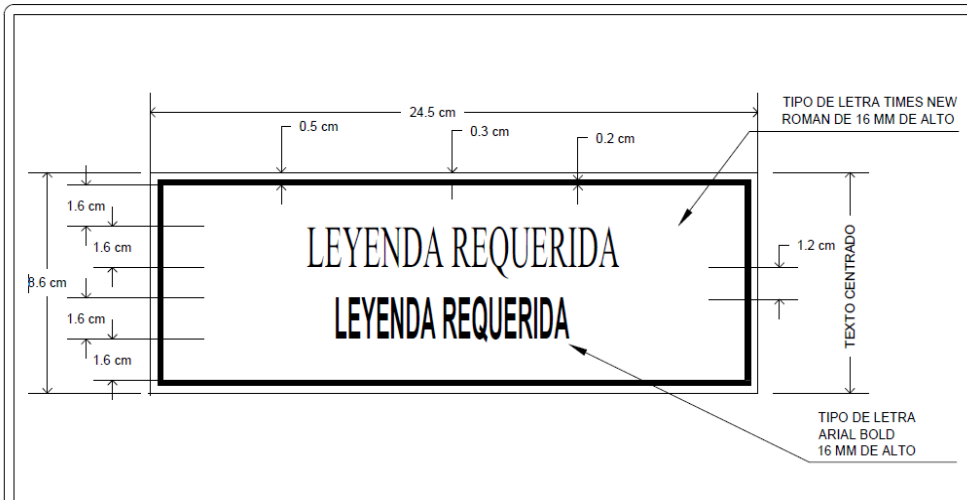 TIPO DE LETRA TIMES NEW
ROMAN DE 16 MM DE ALTO
24.5 cm
0.5 cm
0.3 cm
0.2 cm
1.6 cm
1.6 cm
8.6 cm
1.6 cm
1.6 cm
LEYENDA REQUERIDA
LEYENDA REQUERIDA
1.2 cm
TEXTO CENTRADO
TIPO DE LETRA
ARIAL BOLD
16 MM DE ALTO